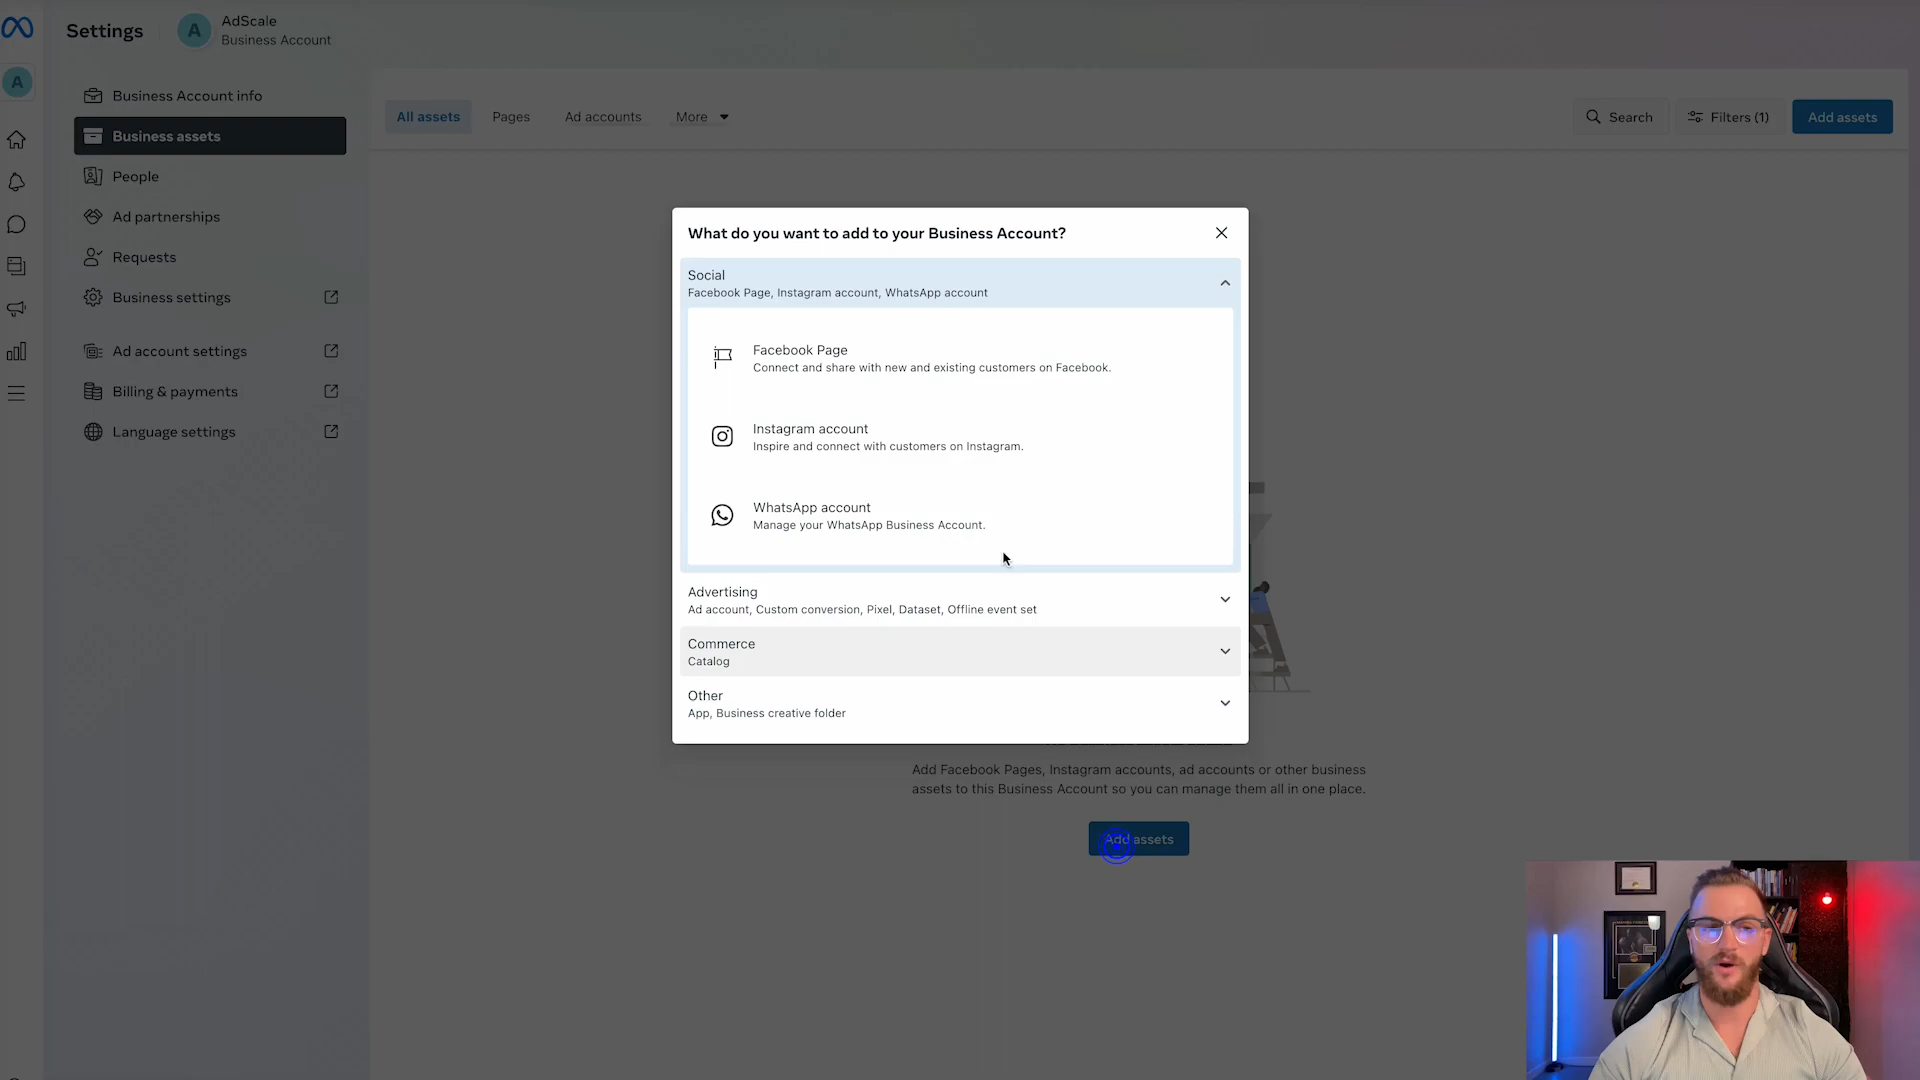 Settings
A
AdScale
Business Account
A
Business Account info
Business assets
People
Ad partnerships
Requests
Business settings
Ad account settings
Billing & payments
Language settings
All assets
Pages
Ad accounts
More
Search
Filters (1)
Add assets
What do you want to add to your Business Account?
Social
Facebook Page, Instagram account, WhatsApp account
Facebook Page
Connect and share with new and existing customers on Facebook.
Instagram account
Inspire and connect with customers on Instagram.
WhatsApp account
Manage your WhatsApp Business Account.
Advertising
Ad account, Custom conversion, Pixel, Dataset, Offline event set
Commerce
Catalog
Other
App, Business creative folder
Add Facebook Pages, Instagram accounts, ad accounts or other business
assets to this Business Account so you can manage them all in one place.
Add assets